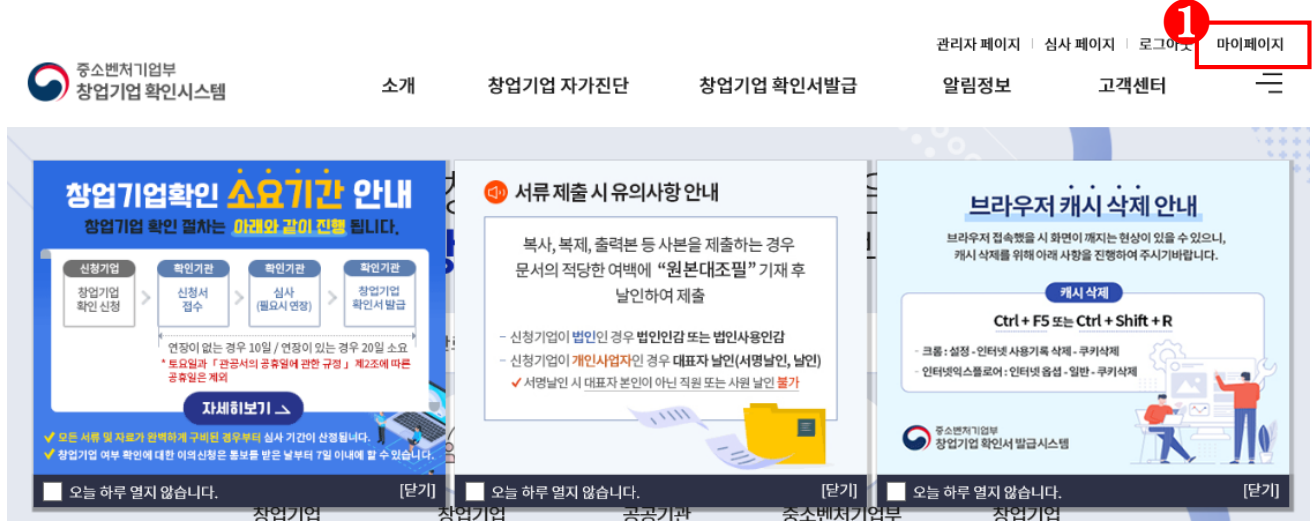 1
관리자 페이지 심사 페이지 로그아웃 마이페이지
중소벤처기업부
창업기업 확인시스템
소개 창업기업 자가진단 창업기업 확인서발급 알림정보 고객센터
창업기업확인 소요기간 안내
창업기업 확인 절차는 아래와 같이 진행 됩니다.
신청기업 확인기관 확인기관 확인기관
창업기업 확인 신청
신청서 접수
심사 (필요시 연장)
창업기업 확인서 발급
연장이 없는 경우 10일 / 연장이 있는 경우 20일 소요
* 토요일과 「관공서의 공휴일에 관한 규정」 제2조에 따른
공휴일은 제외
자세히보기
모든 서류 및 자료가 완벽하게 구비된 경우부터 심사 기간이 산정됩니다.
창업기업 여부 확인에 대한 이의신청은 통보를 받은 날부터 7일 이내에 할 수 있습니다.
오늘 하루 열지 않습니다. [닫기]
서류 제출 시 유의사항 안내
복사, 복제, 출력본 등 사본을 제출하는 경우
문서의 적당한 여백에 “원본대조필” 기재 후
날인하여 제출
- 신청기업이 법인인 경우 법인인감 또는 법인사용인감
- 신청기업이 개인사업자인 경우 대표자 날인(서명날인, 날인)
✓ 서명날인 시 대표자 본인이 아닌 직원 또는 사원 날인 불가
오늘 하루 열지 않습니다. [닫기]
브라우저 캐시 삭제 안내
브라우저 접속했을 시 화면이 깨지는 현상이 있을 수 있으니,
캐시 삭제를 위해 아래 사항을 진행하여 주시기바랍니다.
캐시 삭제
Ctrl + F5 또는 Ctrl + Shift + R
- 크롬 : 설정 - 인터넷 사용기록 삭제 - 쿠키삭제
- 인터넷익스플로어 : 인터넷 옵션 - 일반 - 쿠키삭제
중소벤처기업부
창업기업 확인서 발급시스템
오늘 하루 열지 않습니다. [닫기]
창업기업 창업기업 공공기관 중소벤처기업부 창업기업